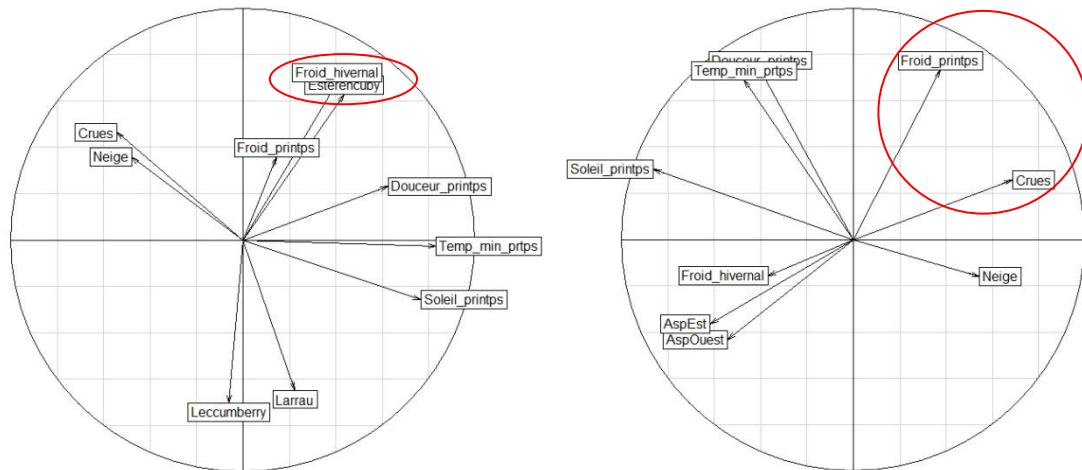 Froid_hivernal
Esterencuby
Crues
Froid_printps
Neige
Douceur_printps
Temp_min_prtps
Soleil_printps
Larrau
Leccumberry
Douceur_printps
Temp_min_prtps
Froid_printps
Soleil_printps
Crues
Froid_hivernal
Neige
AspEst
AspOuest